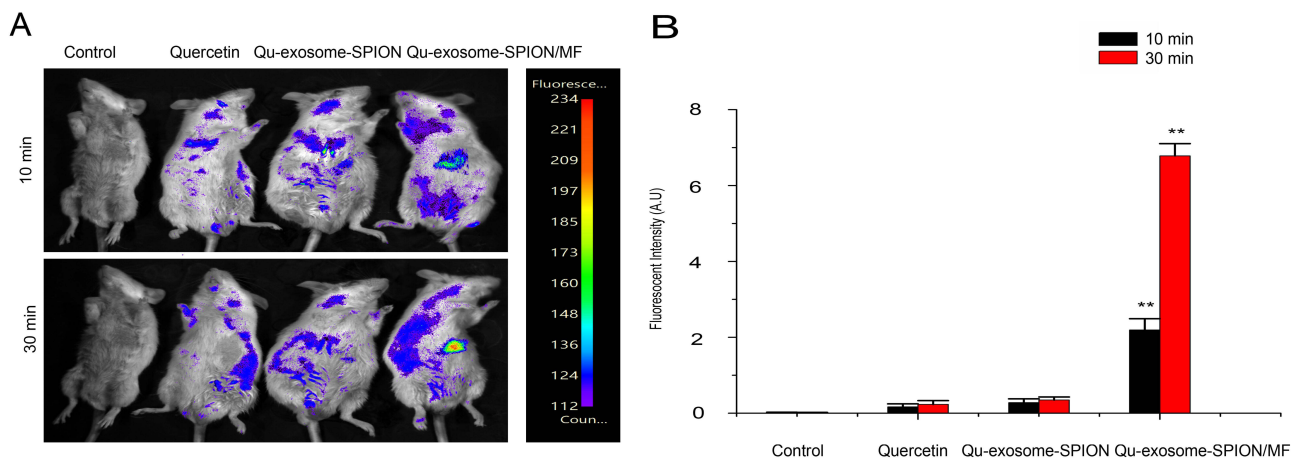 A
Control Quercetin Qu-exosome-SPION Qu-exosome-SPION/MF
10 min
30 min
Fluoresce...
234
221
209
197
185
173
160
148
136
124
112
Coun...
B
10 min
30 min
Fluorescent Intensity (A.U)
8
6
4
2
0
**
**
Control Quercetin Qu-exosome-SPION Qu-exosome-SPION/MF